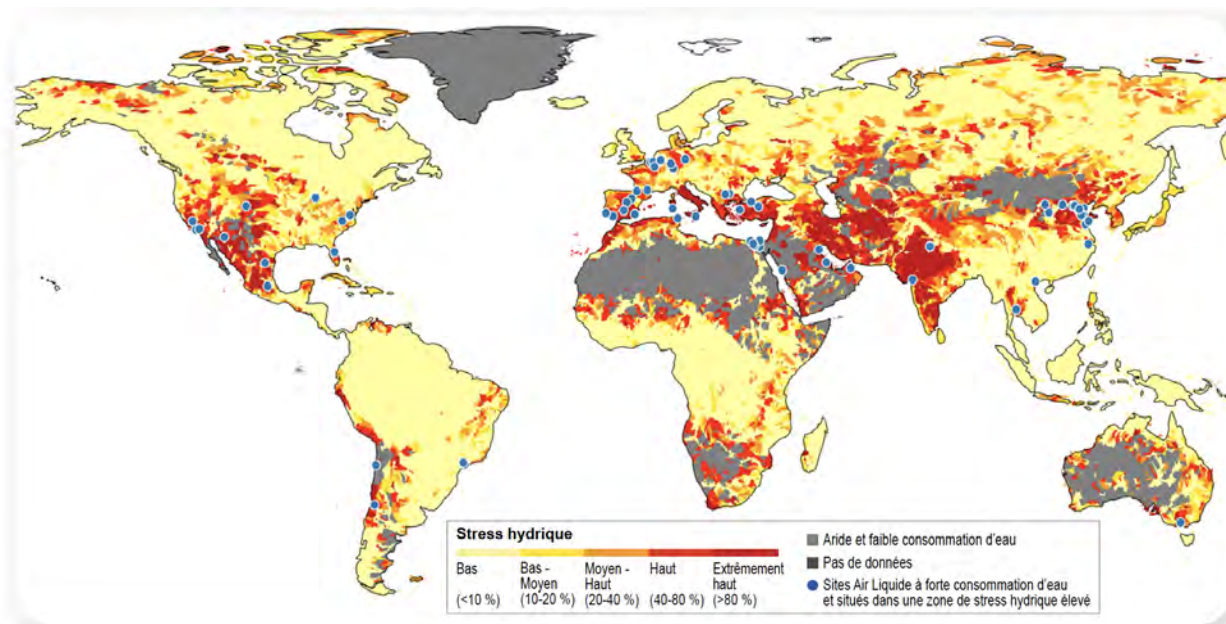 Stress hydrique
Bas
(<10 %)
Bas -
Moyen
(10-20 %)
Moyen -
Haut
(20-40 %)
Haut
(40-80 %)
Extrêmement
haut
(>80 %)
Aride et faible consommation d'eau
Pas de données
Sites Air Liquide à forte consommation d'eau
et situés dans une zone de stress hydrique élevé